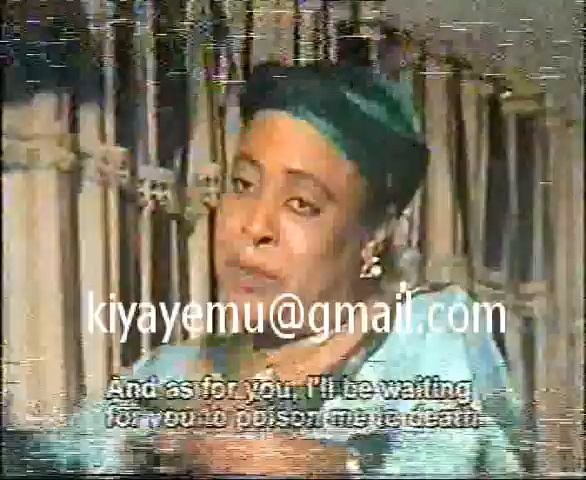 kiyayemu@gmail.com
And as for you, I'll be waiting
for you to poison me to death